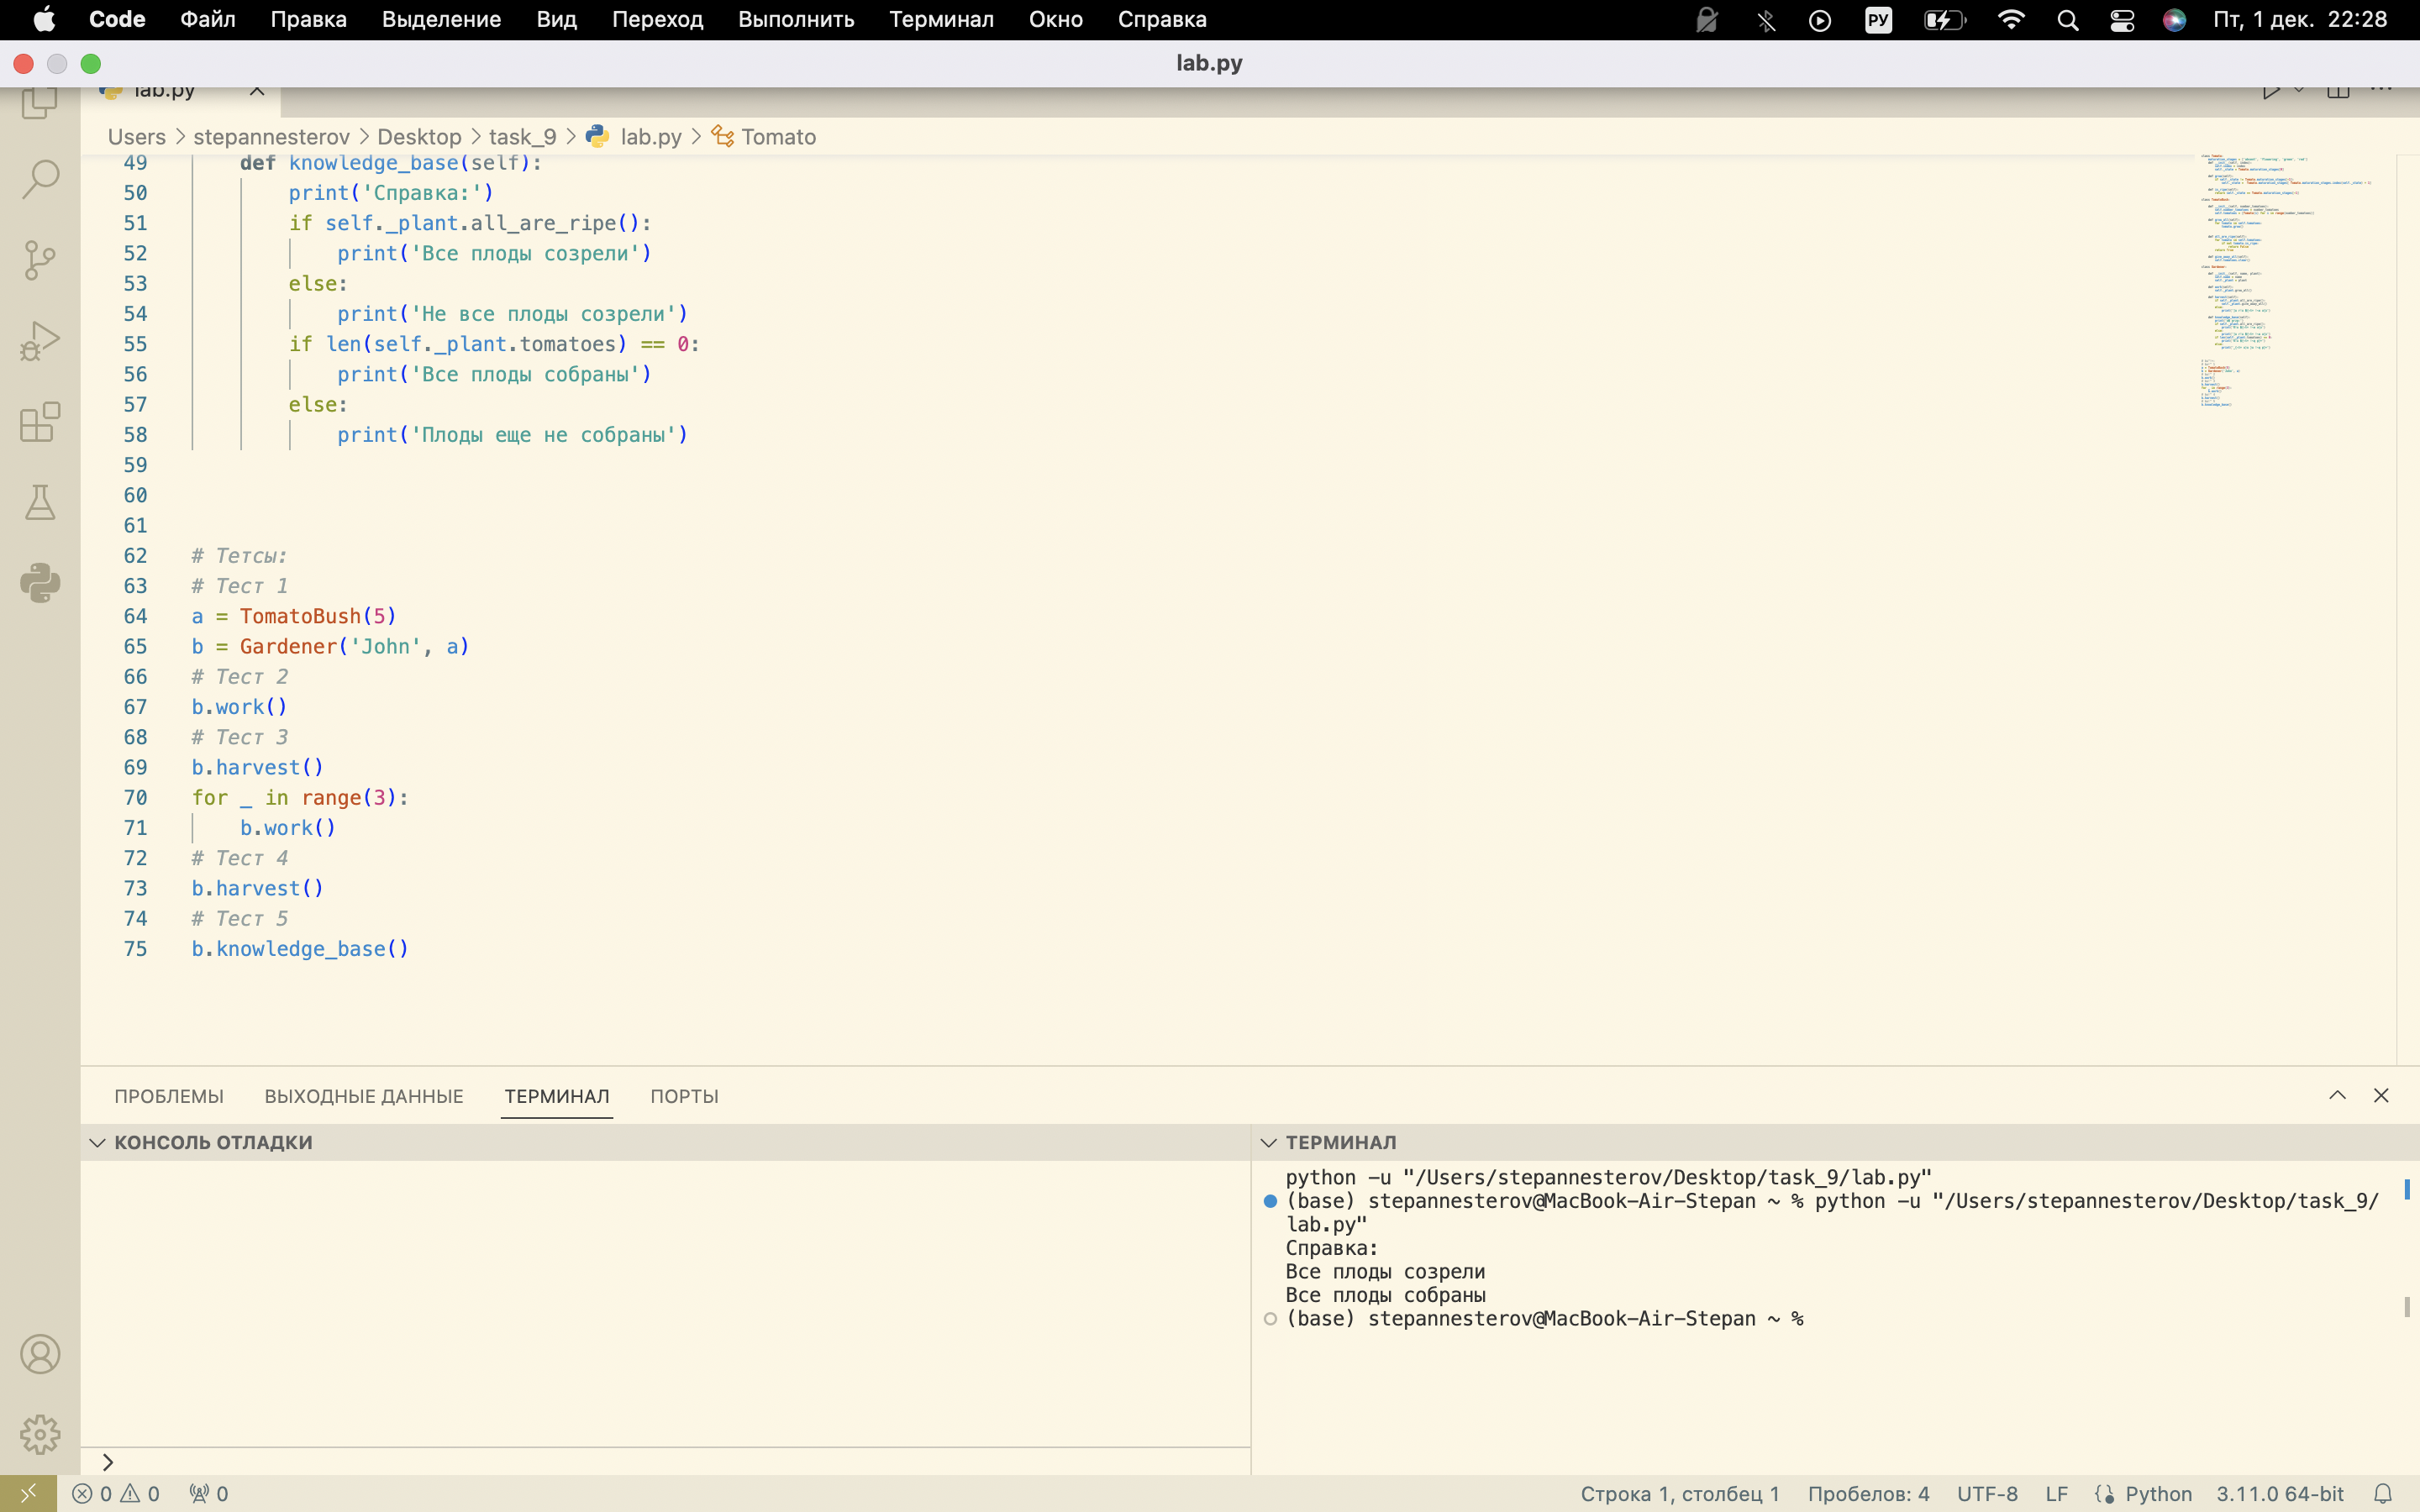 Code Файл Правка Выделение Вид Переход Выполнить Терминал Окно Справка РУ Пт, 1 дек. 22:28
lab.py
lab.py
Users > stepannesterov > Desktop > task_9 > lab.py > Tomato
49 def knowledge_base(self):
50 print('Справка:')
51 if self._plant.all_are_ripe():
52 print('Все плоды созрели')
53 else:
54 print('Не все плоды созрели')
55 if len(self._plant.tomatoes) == 0:
56 print('Все плоды собраны')
57 else:
58 print('Плоды еще не собраны')
59
60
61
62 # Тетсы:
63 # Тест 1
64 a = TomatoBush(5)
65 b = Gardener('John', a)
66 # Тест 2
67 b.work()
68 # Тест 3
69 b.harvest()
70 for _ in range(3):
71 b.work()
72 # Тест 4
73 b.harvest()
74 # Тест 5
75 b.knowledge_base()
ПРОБЛЕМЫ ВЫХОДНЫЕ ДАННЫЕ ТЕРМИНАЛ ПОРТЫ
КОНСОЛЬ ОТЛАДКИ
ТЕРМИНАЛ
python -u "/Users/stepannesterov/Desktop/task_9/lab.py"
(base) stepannesterov@MacBook-Air-Stepan ~ % python -u "/Users/stepannesterov/Desktop/task_9/
lab.py"
Справка:
Все плоды созрели
Все плоды собраны
(base) stepannesterov@MacBook-Air-Stepan ~ %
0 0 0 Строка 1, столбец 1 Пробелов: 4 UTF-8 LF Python 3.11.0 64-bit